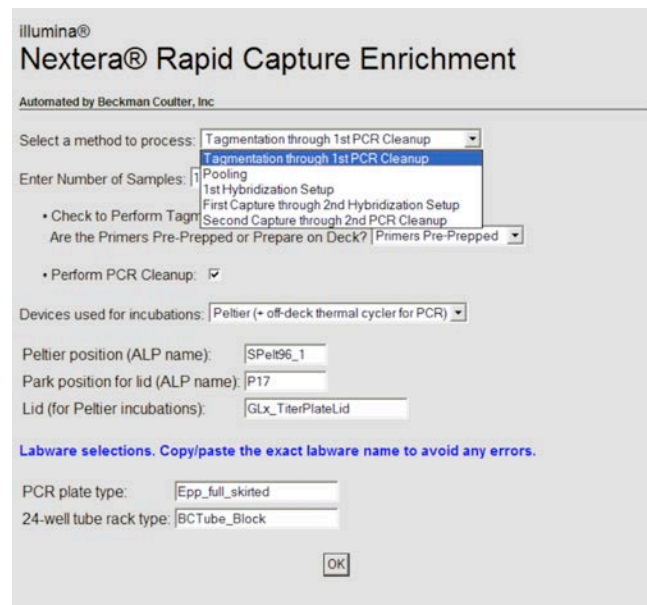 illumina®
Nextera® Rapid Capture Enrichment
Automated by Beckman Coulter, Inc
Select a method to process: Tagmentation through 1st PCR Cleanup
Tagmentation through 1st PCR Cleanup
Enter Number of Samples: 1
Pooling
1st Hybridization Setup
First Capture through 2nd Hybridization Setup
• Check to Perform Tagm
Second Capture through 2nd PCR Cleanup
Are the Primers Pre-Prepped or Prepare on Deck? Primers Pre-Prepped
• Perform PCR Cleanup:
Devices used for incubations: Peltier (+ off-deck thermal cycler for PCR)
Peltier position (ALP name): SPelt96_1
Park position for lid (ALP name): P17
Lid (for Peltier incubations): GLx_TiterPlateLid
Labware selections. Copy/paste the exact labware name to avoid any errors.
PCR plate type: Epp_full_skirted
24-well tube rack type: BCTube_Block
OK